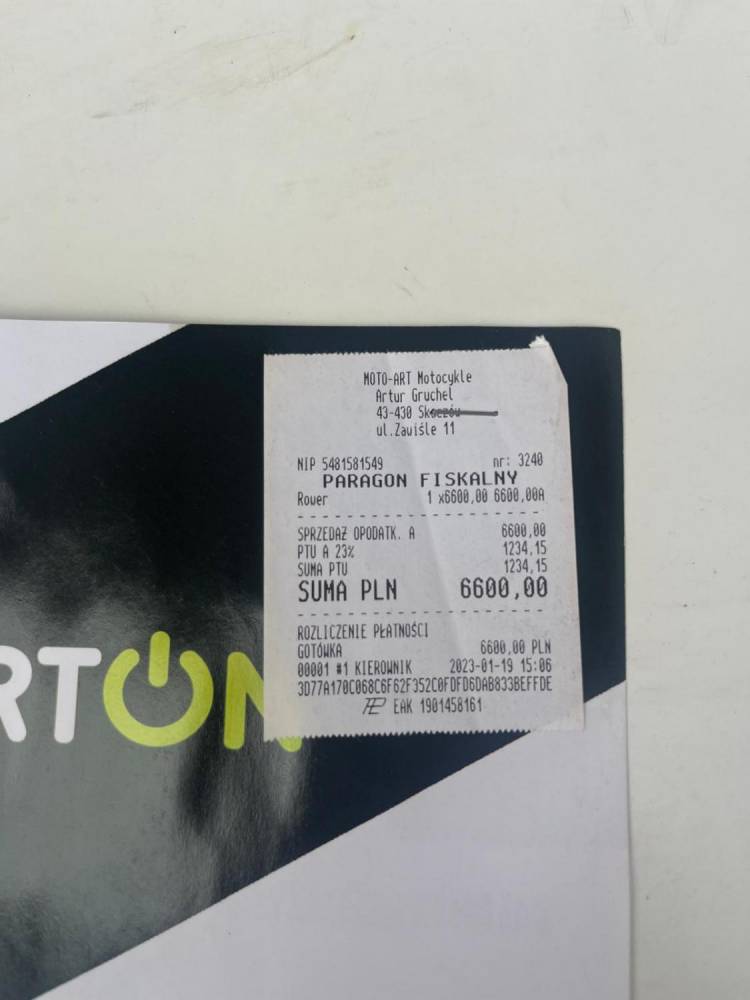 MOTO-ART Motocykle
Artur Gruchel
43-430 Skoczów
ul.Zawiśle 11
NIP 5481581549 nr: 3240
PARAGON FISKALNY
Rower 1 x6600,00 6600,00A
SPRZEDAŻ OPODATK. A 6600,00
PTU A 23% 1234,15
SUMA PTU 1234,15
SUMA PLN 6600,00
ROZLICZENIE PŁATNOŚCI
GOTÓWKA 6600,00 PLN
00001 #1 KIEROWNIK 2023-01-19 15:06
3D77A170C068C6F62F352C0FDFD6DAB833BEFFDE
EAK 1901458161
RTON